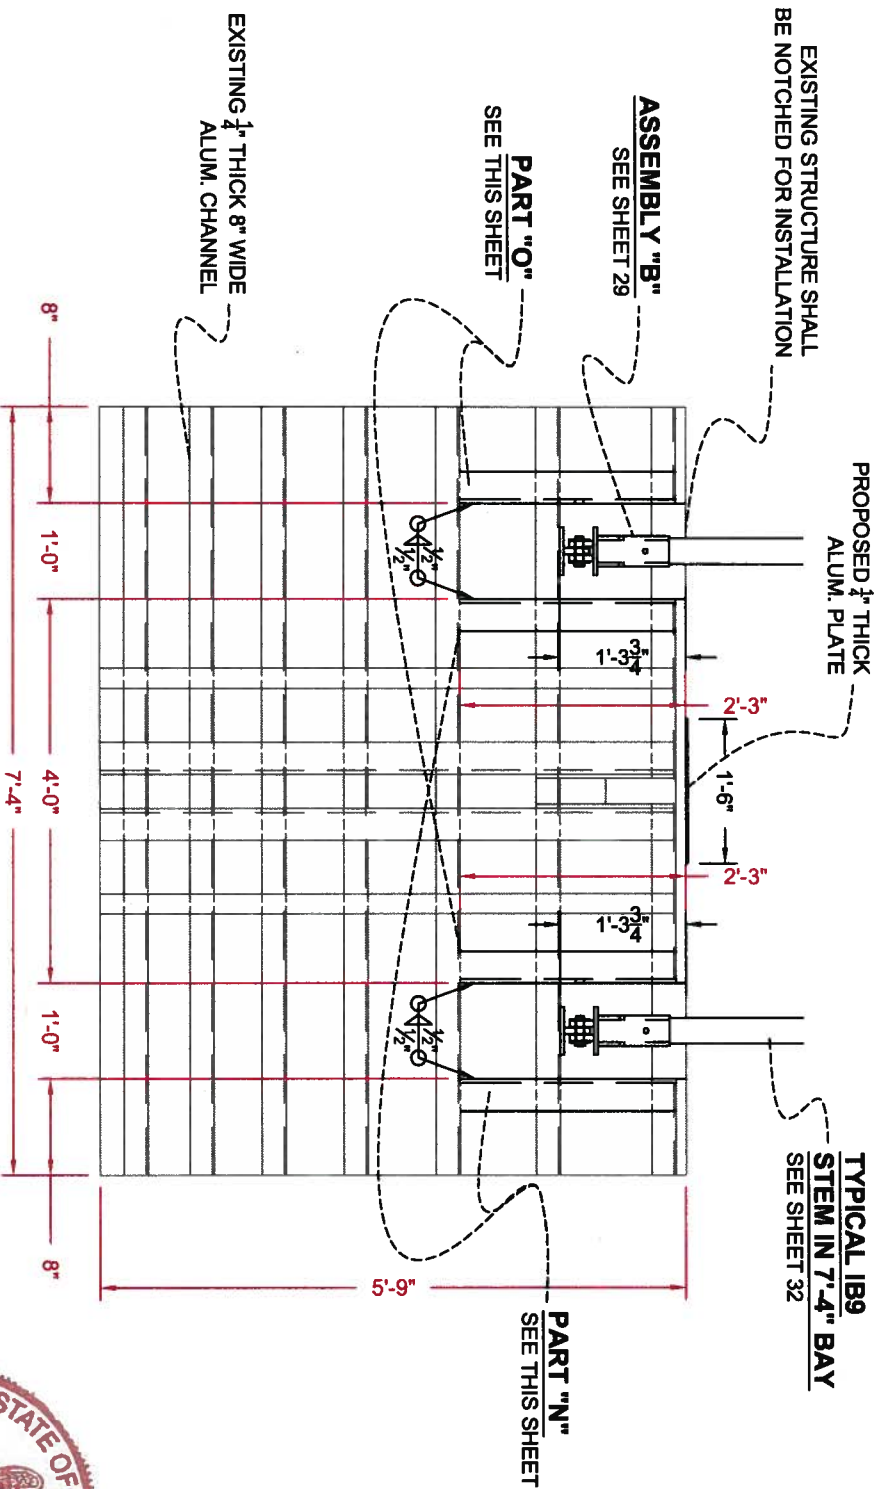 EXISTING STRUCTURE SHALL
BE NOTCHED FOR INSTALLATION
PROPOSED 1/4" THICK
ALUM. PLATE
TYPICAL IB9
STEM IN 7'-4" BAY
SEE SHEET 32
ASSEMBLY "B"
SEE SHEET 29
PART "O"
SEE THIS SHEET
PART "N"
SEE THIS SHEET
EXISTING 1/4" THICK 8" WIDE
ALUM. CHANNEL
1'-3 3/4"
2'-3"
1'-6"
2'-3"
1'-3 3/4"
1/2"
1/2"
1/2"
1/2"
5'-9"
8"
1'-0"
4'-0"
1'-0"
8"
7'-4"
STATE OF